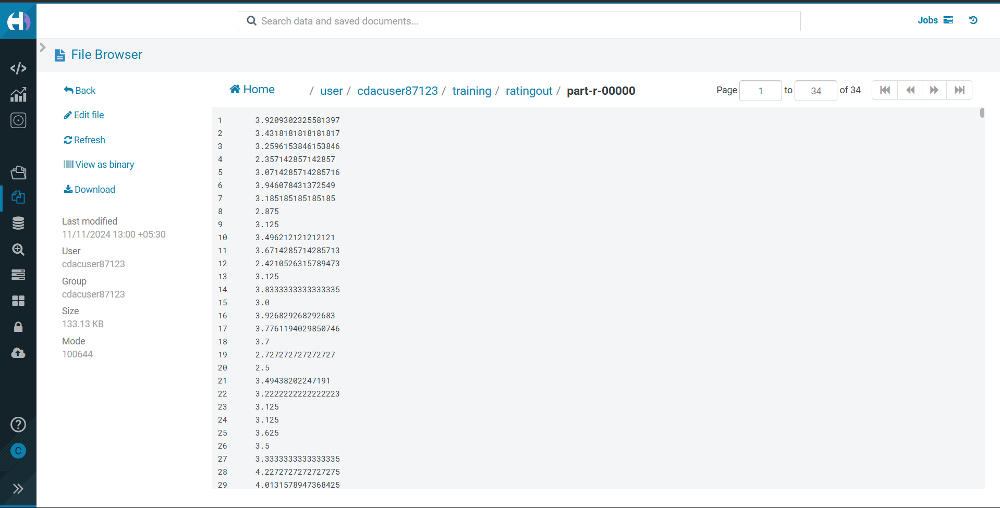 Search data and saved documents...
Jobs
File Browser
Back
Edit file
Refresh
View as binary
Download
Last modified
11/11/2024 13:00 +05:30
User
cdacuser87123
Group
cdacuser87123
Size
133.13 KB
Mode
100644
Home / user / cdacuser87123 / training / ratingout / part-r-00000
Page 1 to 34 of 34
1 3.9209302325581397
2 3.4318181818181817
3 3.2596153846153846
4 2.357142857142857
5 3.0714285714285716
6 3.946078431372549
7 3.185185185185185
8 2.875
9 3.125
10 3.496212121212121
11 3.6714285714285713
12 2.4210526315789473
13 3.125
14 3.8333333333333335
15 3.0
16 3.926829268292683
17 3.7761194029850746
18 3.7
19 2.727272727272727
20 2.5
21 3.49438202247191
22 3.2222222222222223
23 3.125
24 3.125
25 3.625
26 3.5
27 3.3333333333333335
28 4.2272727272727275
29 4.0131578947368425
C